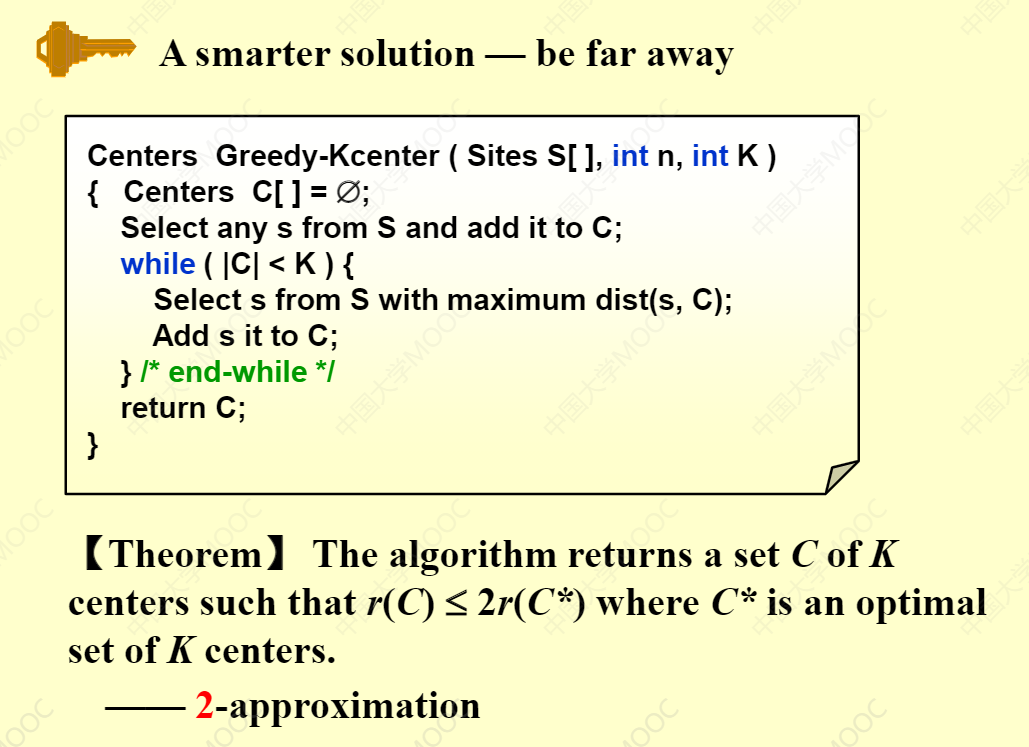 A smarter solution — be far away
Centers Greedy-Kcenter ( Sites S[ ], int n, int K )
{ Centers C[ ] = ∅;
Select any s from S and add it to C;
while ( |C| < K ) {
Select s from S with maximum dist(s, C);
Add s it to C;
} /* end-while */
return C;
}
【Theorem】 The algorithm returns a set C of K
centers such that r(C) ≤ 2r(C*) where C* is an optimal
set of K centers.
—— 2-approximation
中国大学MOOC